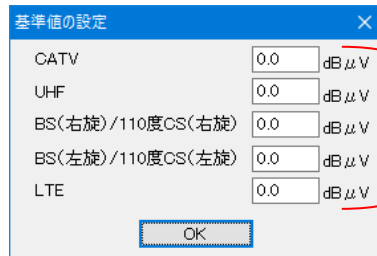 基準値の設定
CATV 0.0 dBμV
UHF 0.0 dBμV
BS(右旋)/110度CS(右旋) 0.0 dBμV
BS(左旋)/110度CS(左旋) 0.0 dBμV
LTE 0.0 dBμV
OK